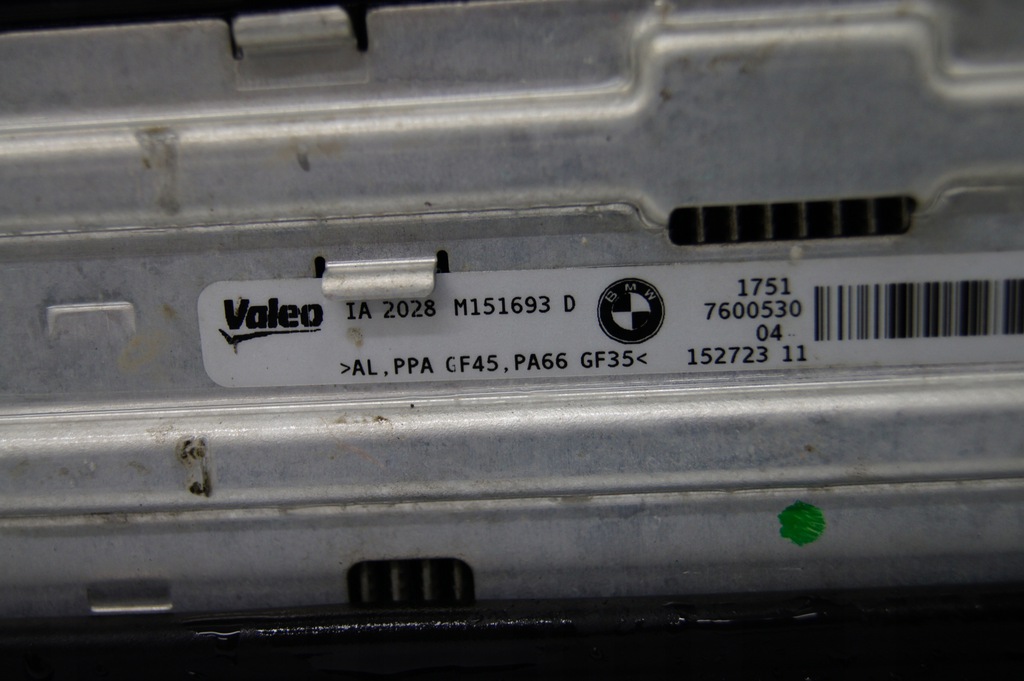 Valeo IA 2028 M151693 D BMW
>AL,PPA GF45,PA66 GF35<
1751
7600530
04
152723 11